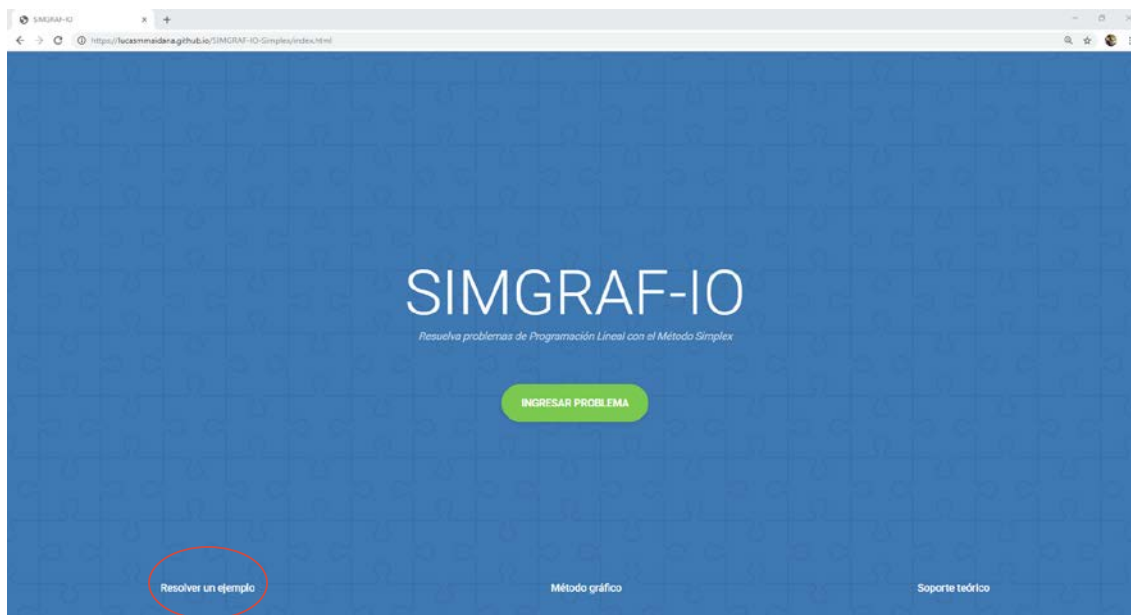 SIMGRAF-IO
https://lucasmmaidana.github.io/SIMGRAF-IO-Simplex/index.html
SIMGRAF-IO
Resuelva problemas de Programación Lineal con el Método Simplex
INGRESAR PROBLEMA
Resolver un ejemplo
Método gráfico
Soporte teórico